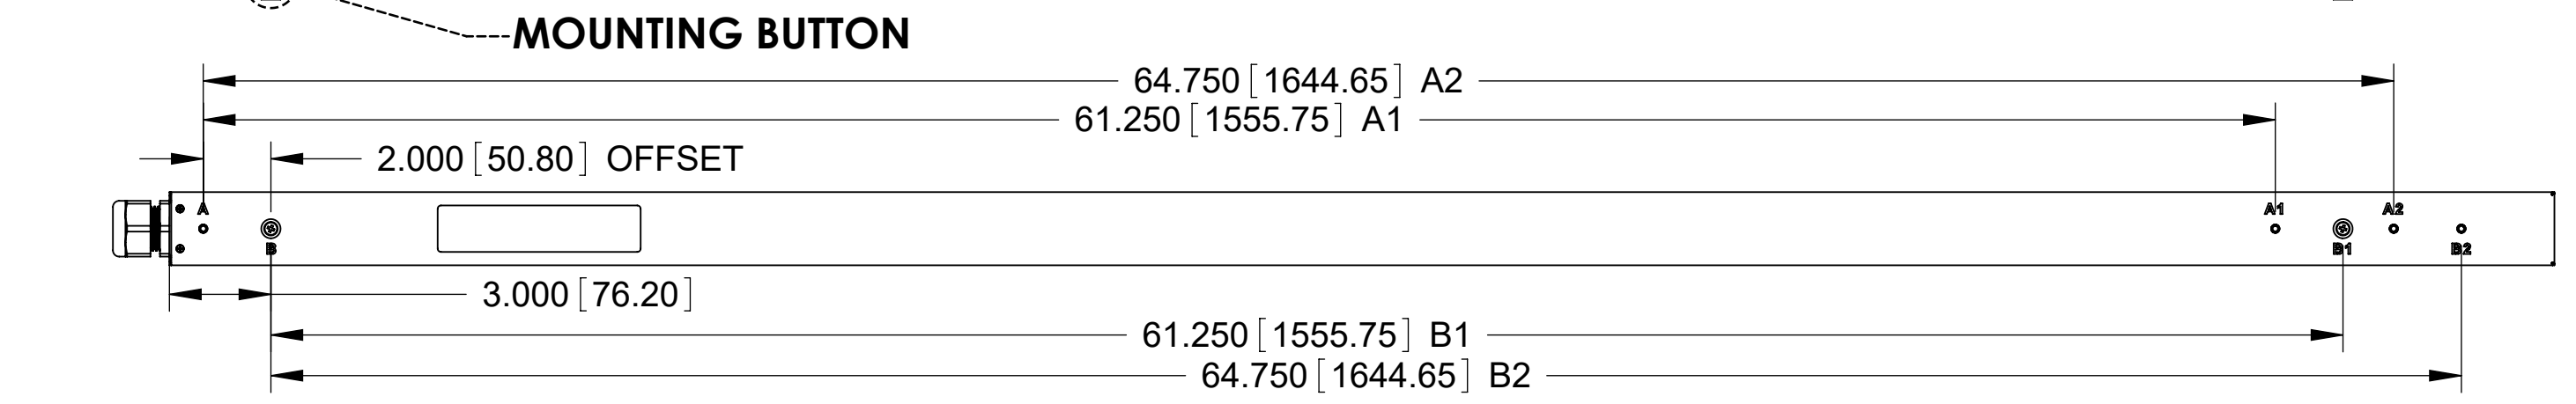 MOUNTING BUTTON
64.750 [1644.65] A2
61.250 [1555.75] A1
2.000 [50.80] OFFSET
A A1 A2
B B1 B2
3.000 [76.20]
61.250 [1555.75] B1
64.750 [1644.65] B2